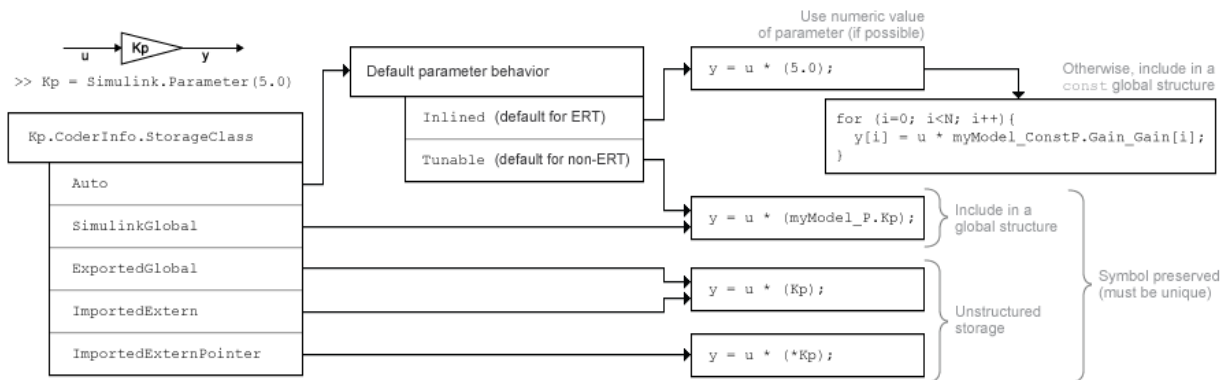 Kp
u
y
>> Kp = Simulink.Parameter(5.0)
Kp.CoderInfo.StorageClass
Auto
SimulinkGlobal
ExportedGlobal
ImportedExtern
ImportedExternPointer
Default parameter behavior
Inlined (default for ERT)
Tunable (default for non-ERT)
Use numeric value
of parameter (if possible)
y = u * (5.0);
Otherwise, include in a
const global structure
for (i=0; i<N; i++){
y[i] = u * myModel_ConstP.Gain_Gain[i];
}
y = u * (myModel_P.Kp);
Include in a
global structure
y = u * (Kp);
y = u * (*Kp);
Unstructured
storage
Symbol preserved
(must be unique)